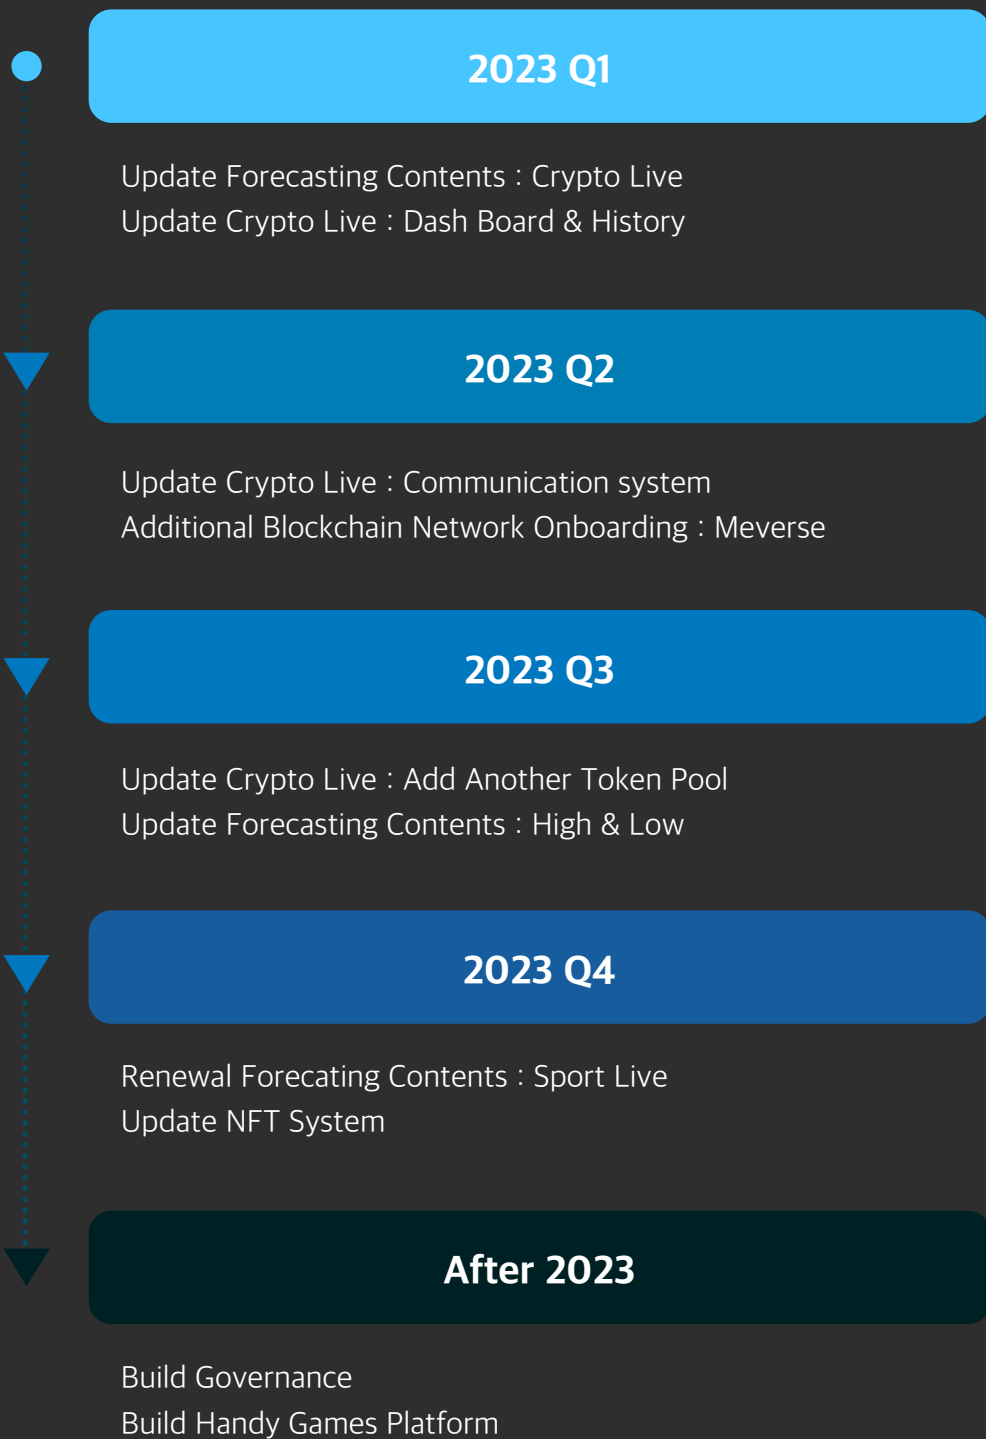 2023 Q1
Update Forecasting Contents : Crypto Live
Update Crypto Live : Dash Board & History
2023 Q2
Update Crypto Live : Communication system
Additional Blockchain Network Onboarding : Meverse
2023 Q3
Update Crypto Live : Add Another Token Pool
Update Forecasting Contents : High & Low
2023 Q4
Renewal Forecating Contents : Sport Live
Update NFT System
After 2023
Build Governance
Build Handy Games Platform